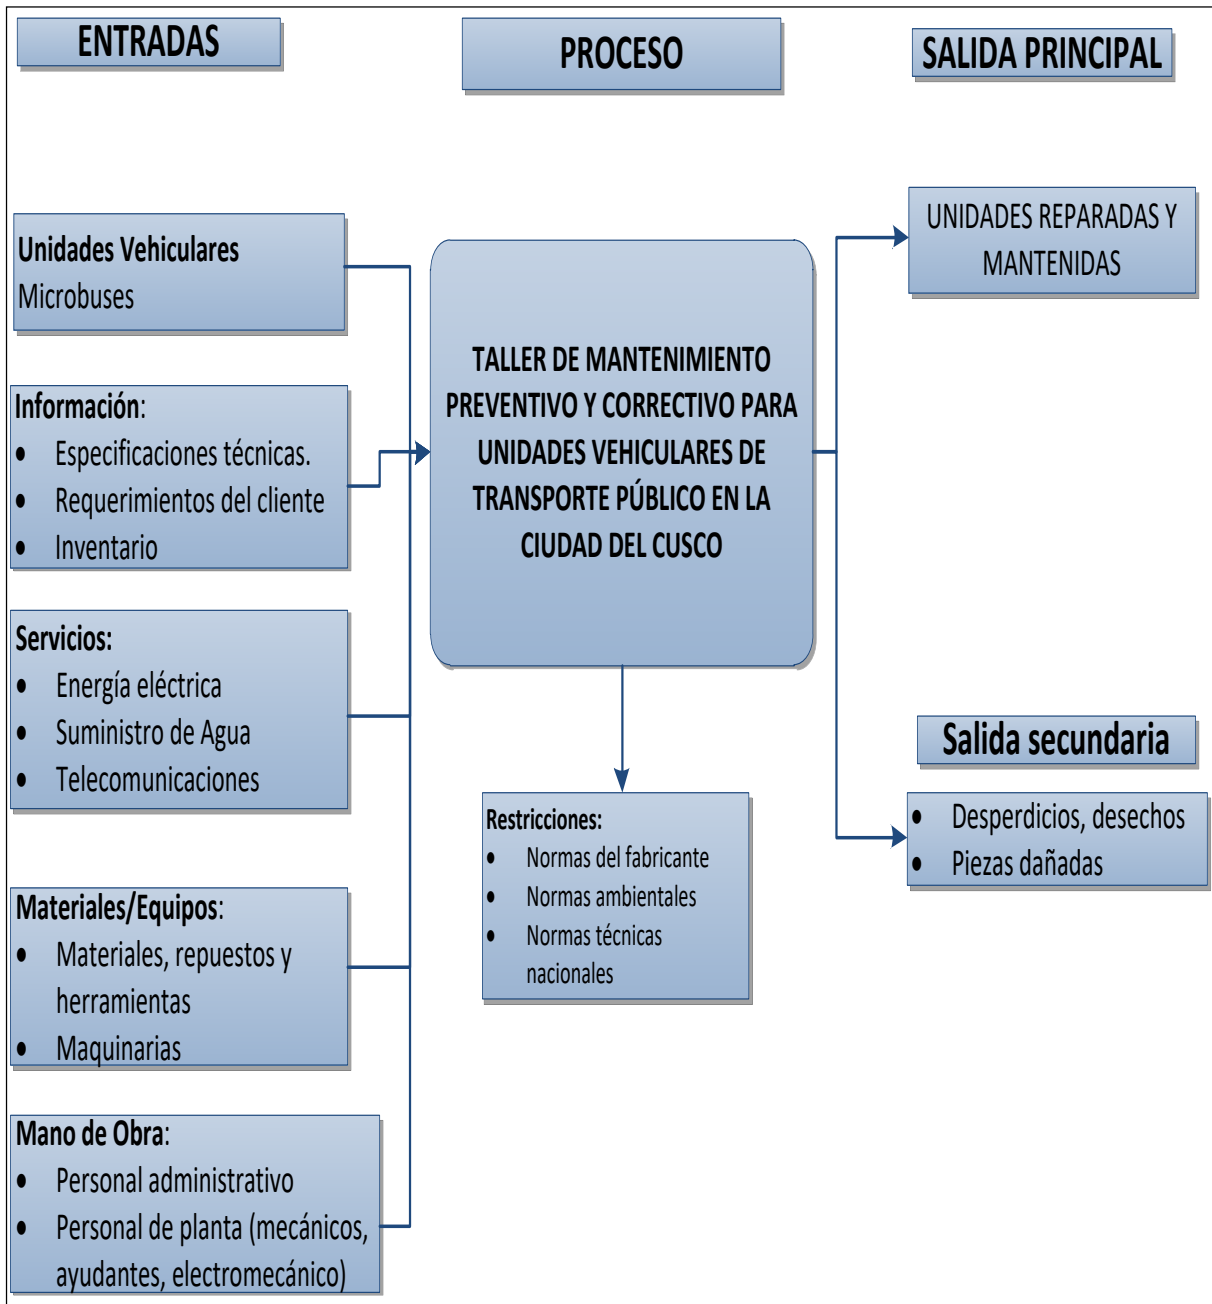 ENTRADAS
PROCESO
SALIDA PRINCIPAL
Unidades Vehiculares
Microbuses
Información:
• Especificaciones técnicas.
• Requerimientos del cliente
• Inventario
Servicios:
• Energía eléctrica
• Suministro de Agua
• Telecomunicaciones
Materiales/Equipos:
• Materiales, repuestos y
herramientas
• Maquinarias
Mano de Obra:
• Personal administrativo
• Personal de planta (mecánicos,
ayudantes, electromecánico)
TALLER DE MANTENIMIENTO
PREVENTIVO Y CORRECTIVO PARA
UNIDADES VEHICULARES DE
TRANSPORTE PÚBLICO EN LA
CIUDAD DEL CUSCO
Restricciones:
• Normas del fabricante
• Normas ambientales
• Normas técnicas
nacionales
UNIDADES REPARADAS Y
MANTENIDAS
Salida secundaria
• Desperdicios, desechos
• Piezas dañadas